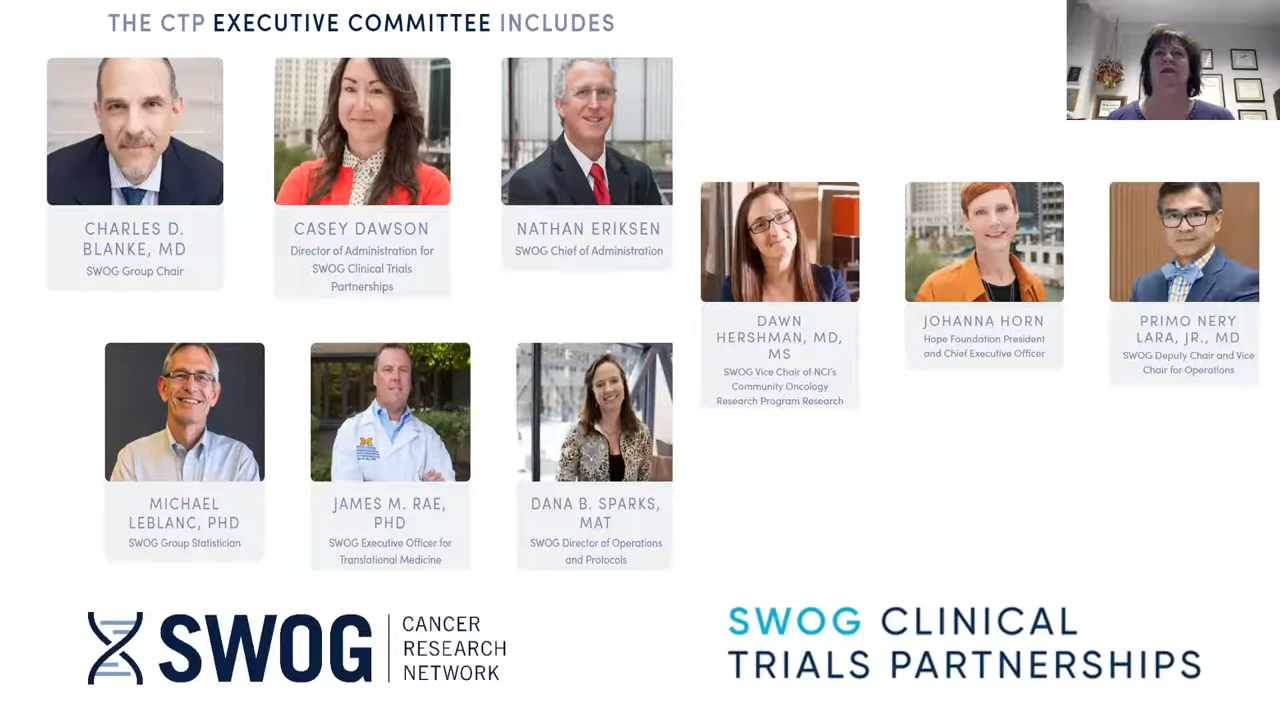 THE CTP EXECUTIVE COMMITTEE INCLUDES
CHARLES D.
BLANKE, MD
SWOG Group Chair
CASEY DAWSON
Director of Administration for
SWOG Clinical Trials
Partnerships
NATHAN ERIKSEN
SWOG Chief of Administration
DAWN
HERSHMAN, MD,
MS
SWOG Vice Chair of NCI's
Community Oncology
Research Program Research
JOHANNA HORN
Hope Foundation President
and Chief Executive Officer
PRIMO NERY
LARA, JR., MD
SWOG Deputy Chair and Vice
Chair for Operations
MICHAEL
LEBLANC, PHD
SWOG Group Statistician
JAMES M. RAE,
PHD
SWOG Executive Officer for
Translational Medicine
DANA B. SPARKS,
MAT
SWOG Director of Operations
and Protocols
SWOG
CANCER
RESEARCH
NETWORK
SWOG CLINICAL
TRIALS PARTNERSHIPS